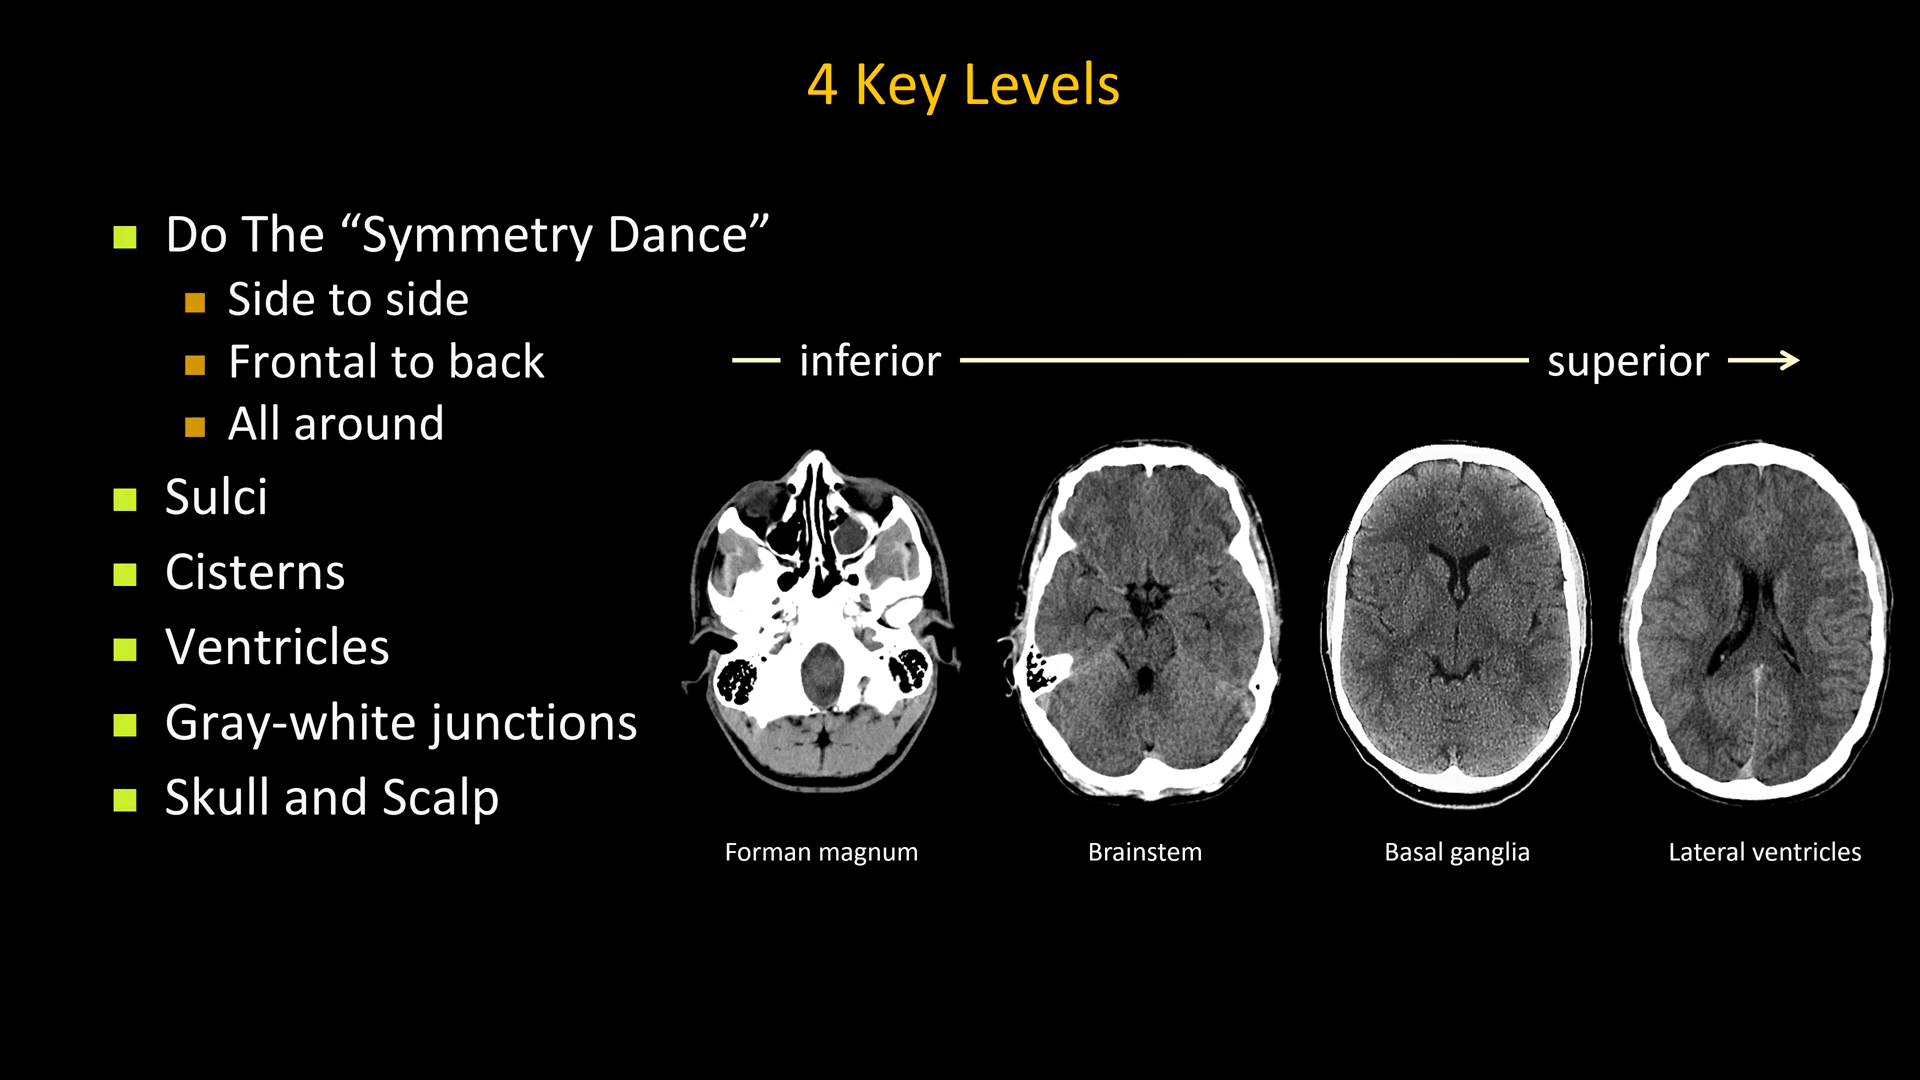 4 Key Levels
Do The “Symmetry Dance”
Side to side
Frontal to back
All around
Sulci
Cisterns
Ventricles
Gray-white junctions
Skull and Scalp
inferior
superior
Forman magnum
Brainstem
Basal ganglia
Lateral ventricles